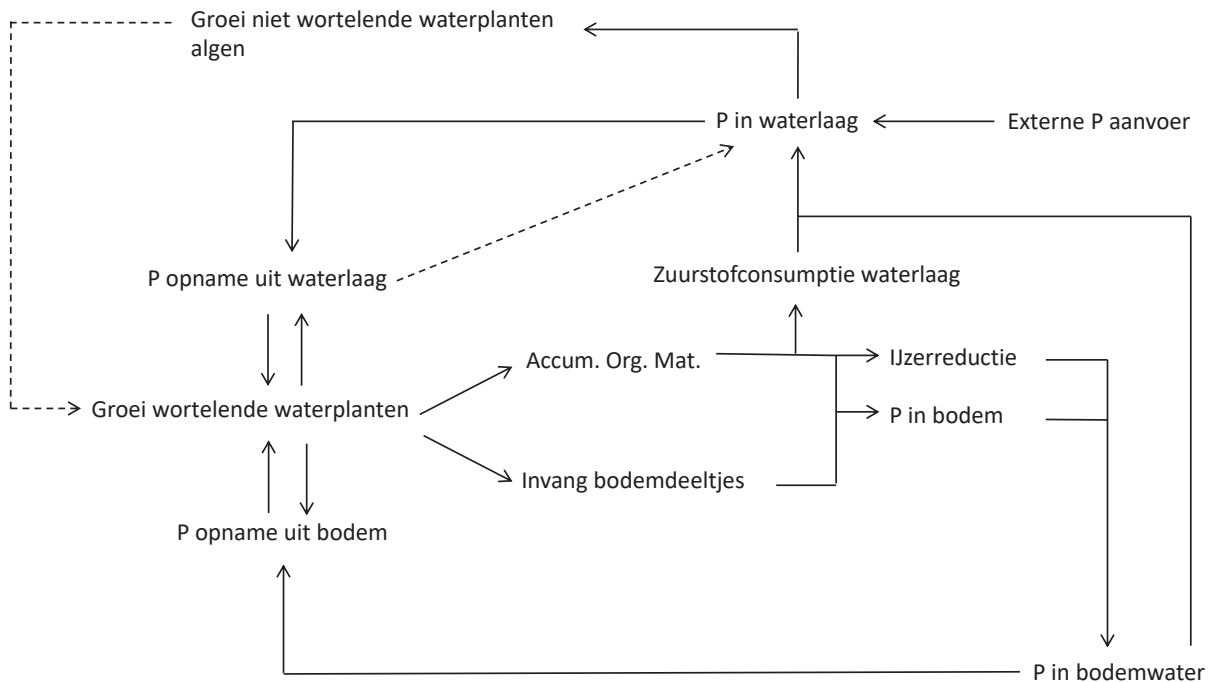 Groei niet wortelende waterplanten
algen
P in waterlaag
Externe P aanvoer
P opname uit waterlaag
Zuurstofconsumptie waterlaag
Accum. Org. Mat.
IJzerreductie
Groei wortelende waterplanten
P in bodem
Invang bodemdeeltjes
P opname uit bodem
P in bodemwater